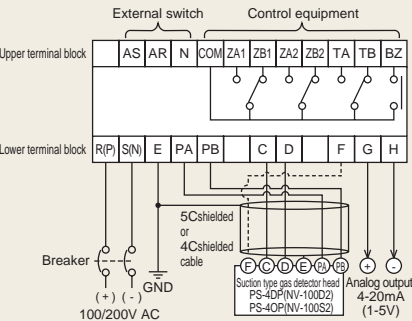 External switch Control equipment
Upper terminal block AS AR N COM ZA1 ZB1 ZA2 ZB2 TA TB BZ
Lower terminal block R(P) S(N) E PA PB C D F G H
5Cshielded
or
4Cshielded
cable
Breaker
GND
(+) (-)
100/200V AC
F C D E PA PB
Suction type gas detector head
PS-4DP(NV-100D2)
PS-4OP(NV-100S2)
+ -
Analog output
4-20mA
(1-5V)